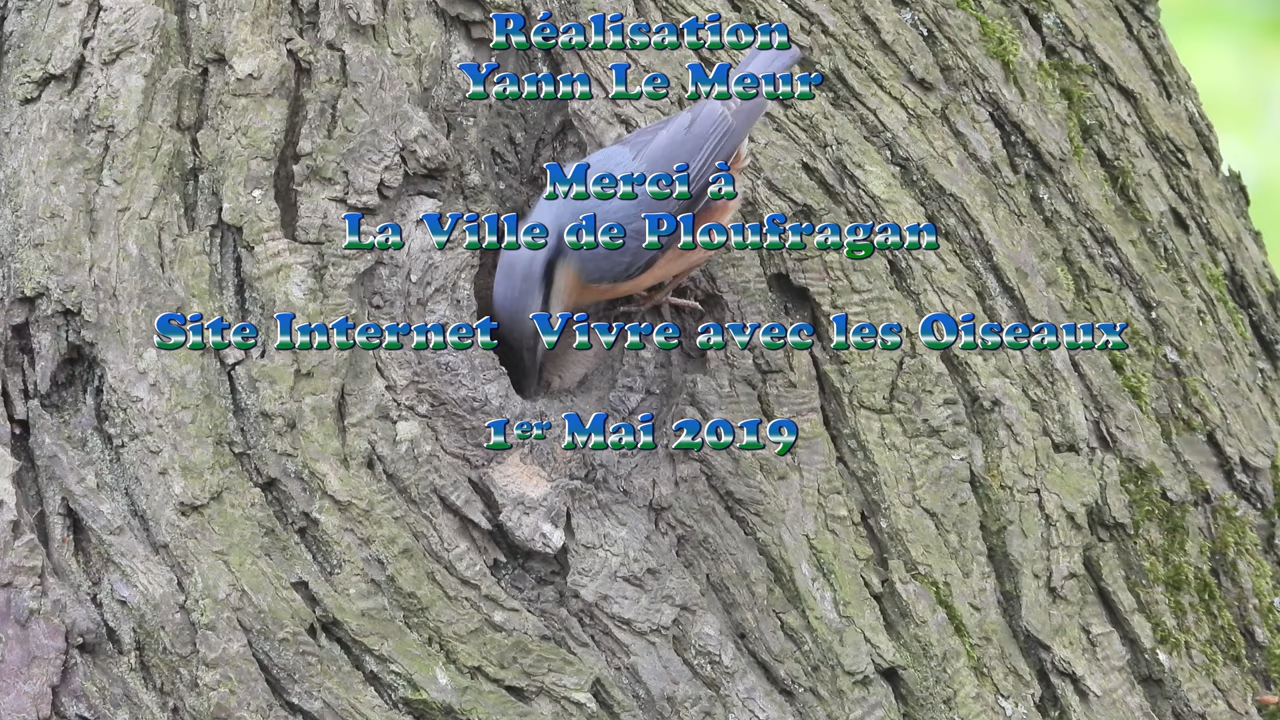 Réalisation
Yann Le Meur
Merci à
La Ville de Ploufragan
Site Internet  Vivre avec les Oiseaux
1er Mai 2019